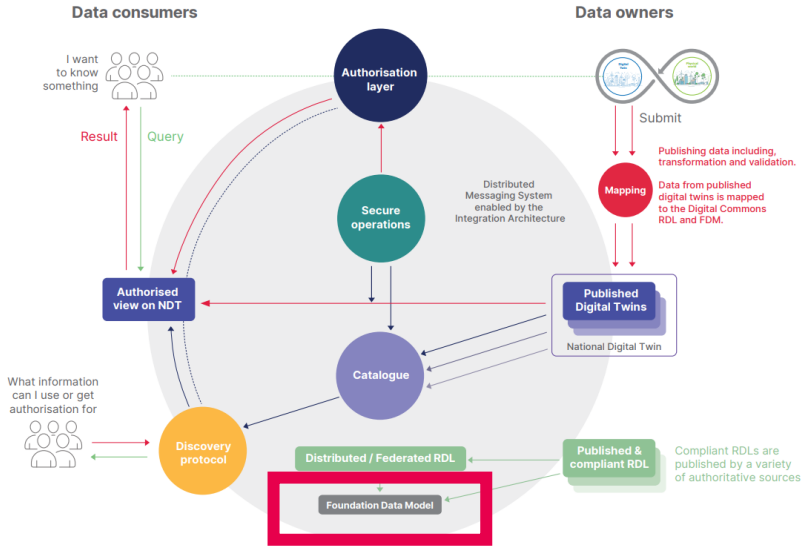 Data consumers
Data owners
I want
to know
something
Authorisation
layer
Submit
Result
Query
Publishing data including,
transformation and validation.
Mapping
Data from published
digital twins is mapped
to the Digital Commons
RDL and FDM.
Secure
operations
Distributed
Messaging System
enabled by the
Integration Architecture
Authorised
view on NDT
Published
Digital Twins
National Digital Twin
Catalogue
What information
can I use or get
authorisation for
Discovery
protocol
Distributed / Federated RDL
Published &
compliant RDL
Compliant RDLs are
published by a variety
of authoritative sources
Foundation Data Model